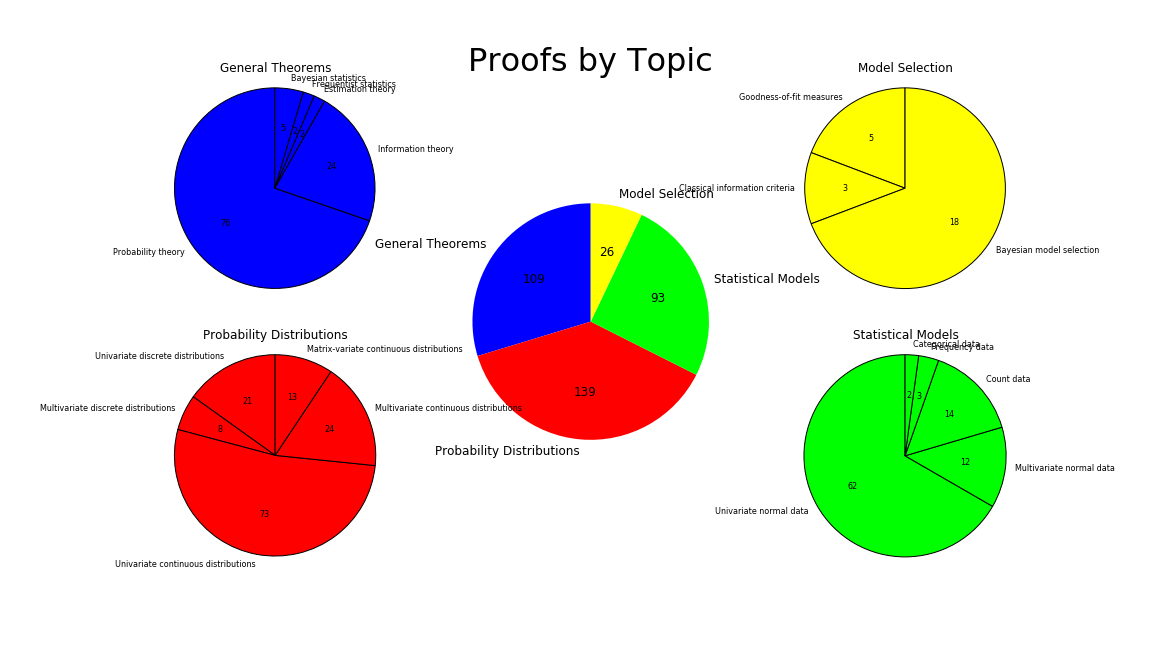 Proofs by Topic
General Theorems
Bayesian statistics
Frequentist statistics
Estimation theory
Information theory
Probability theory
5
2
2
24
76
Model Selection
Goodness-of-fit measures
Classical information criteria
Bayesian model selection
5
3
18
Model Selection
General Theorems
Statistical Models
Probability Distributions
26
109
93
139
Probability Distributions
Univariate discrete distributions
Matrix-variate continuous distributions
Multivariate discrete distributions
Multivariate continuous distributions
Univariate continuous distributions
21
13
8
24
73
Statistical Models
Categorical data
Frequency data
Count data
Multivariate normal data
Univariate normal data
2
3
14
12
62